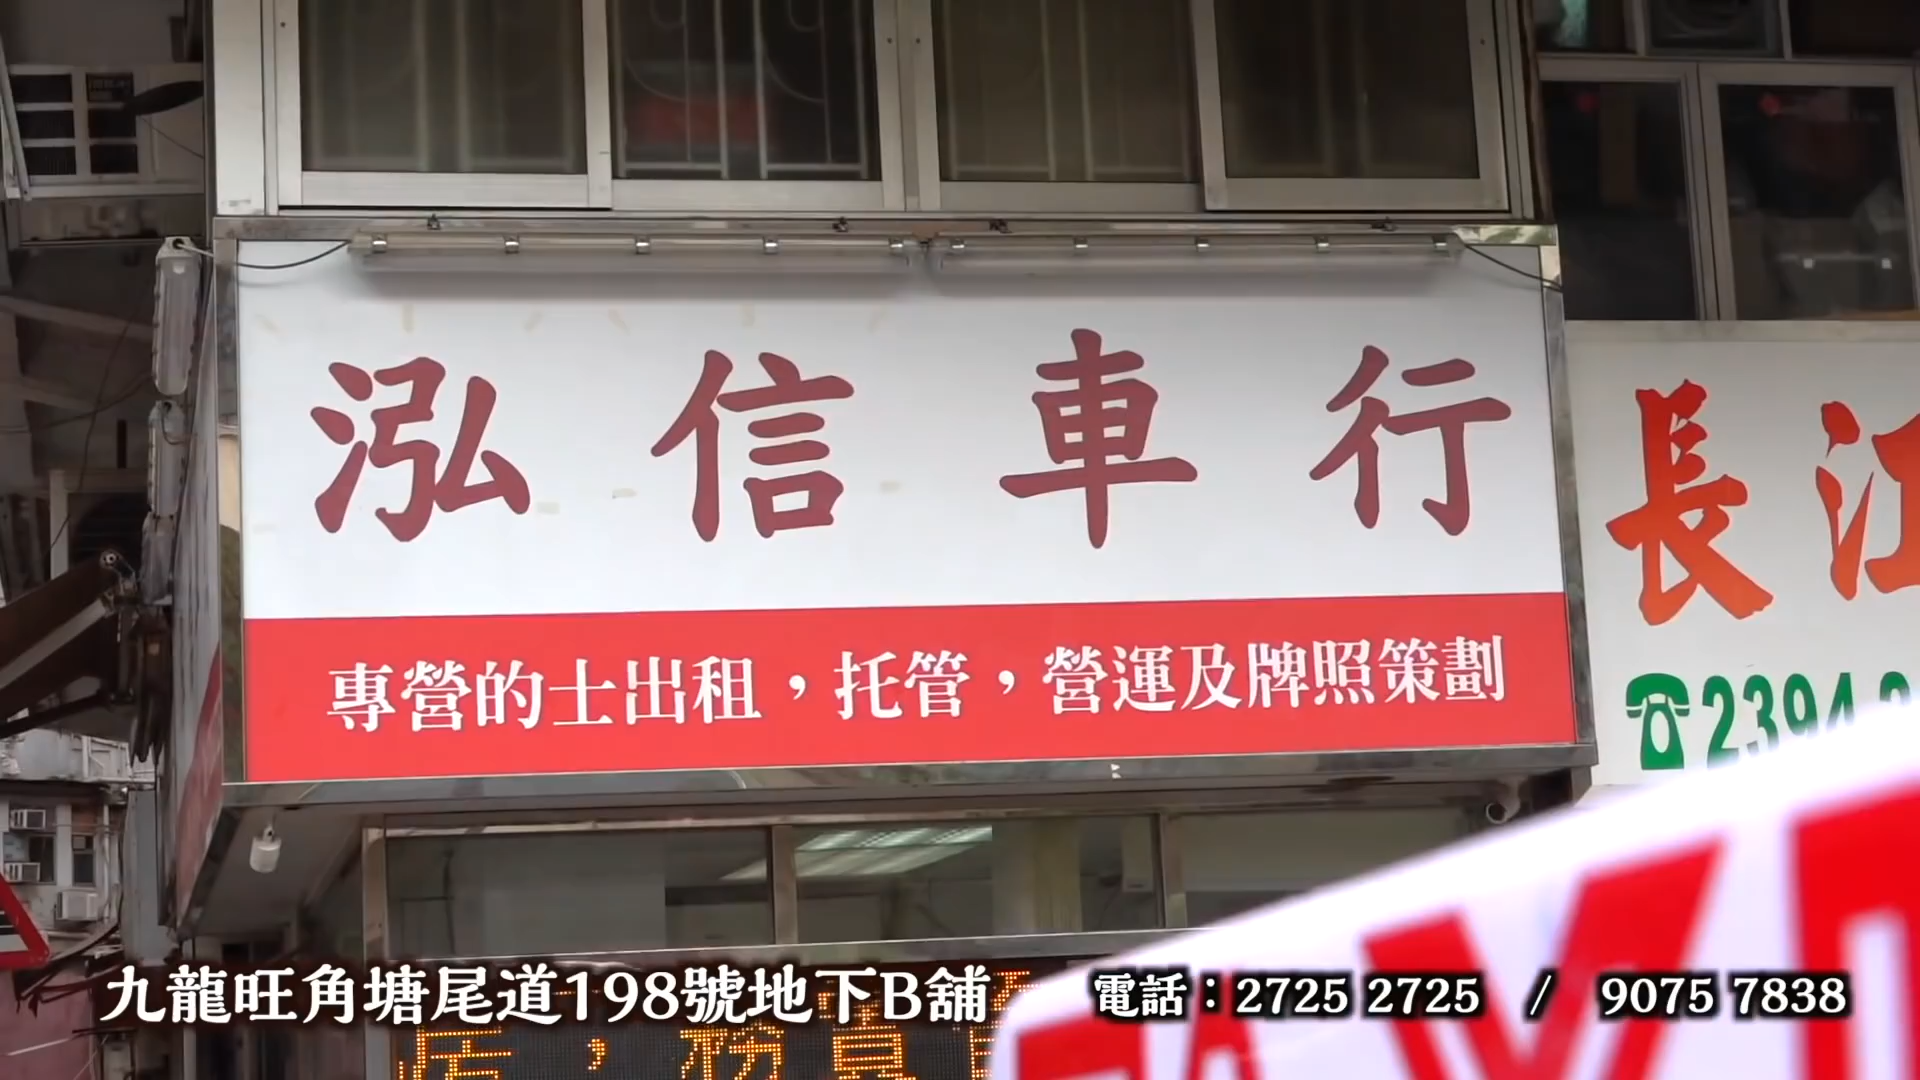 泓信車行
專營的士出租，托管，營運及牌照策劃
長江
☎2394
九龍旺角塘尾道198號地下B舖
電話：2725 2725 / 9075 7838